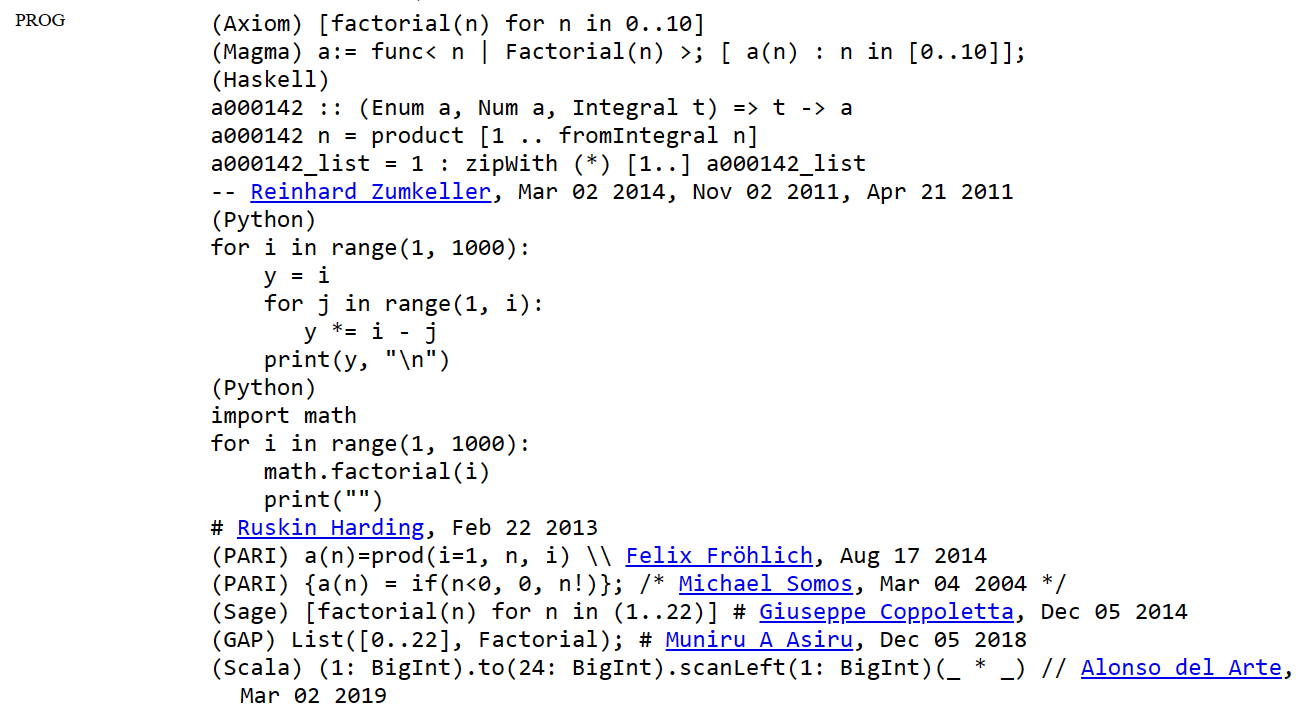 PROG
(Axiom) [factorial(n) for n in 0..10]
(Magma) a:= func< n | Factorial(n) >; [ a(n) : n in [0..10]];
(Haskell)
a000142 :: (Enum a, Num a, Integral t) => t -> a
a000142 n = product [1 .. fromIntegral n]
a000142_list = 1 : zipWith (*) [1..] a000142_list
-- Reinhard Zumkeller, Mar 02 2014, Nov 02 2011, Apr 21 2011
(Python)
for i in range(1, 1000):
    y = i
    for j in range(1, i):
       y *= i - j
    print(y, "\n")
(Python)
import math
for i in range(1, 1000):
    math.factorial(i)
    print("")
# Ruskin Harding, Feb 22 2013
(PARI) a(n)=prod(i=1, n, i) \\ Felix Fröhlich, Aug 17 2014
(PARI) {a(n) = if(n<0, 0, n!)}; /* Michael Somos, Mar 04 2004 */
(Sage) [factorial(n) for n in (1..22)] # Giuseppe Coppoletta, Dec 05 2014
(GAP) List([0..22], Factorial); # Muniru A Asiru, Dec 05 2018
(Scala) (1: BigInt).to(24: BigInt).scanLeft(1: BigInt)(_ * _) // Alonso del Arte,
Mar 02 2019